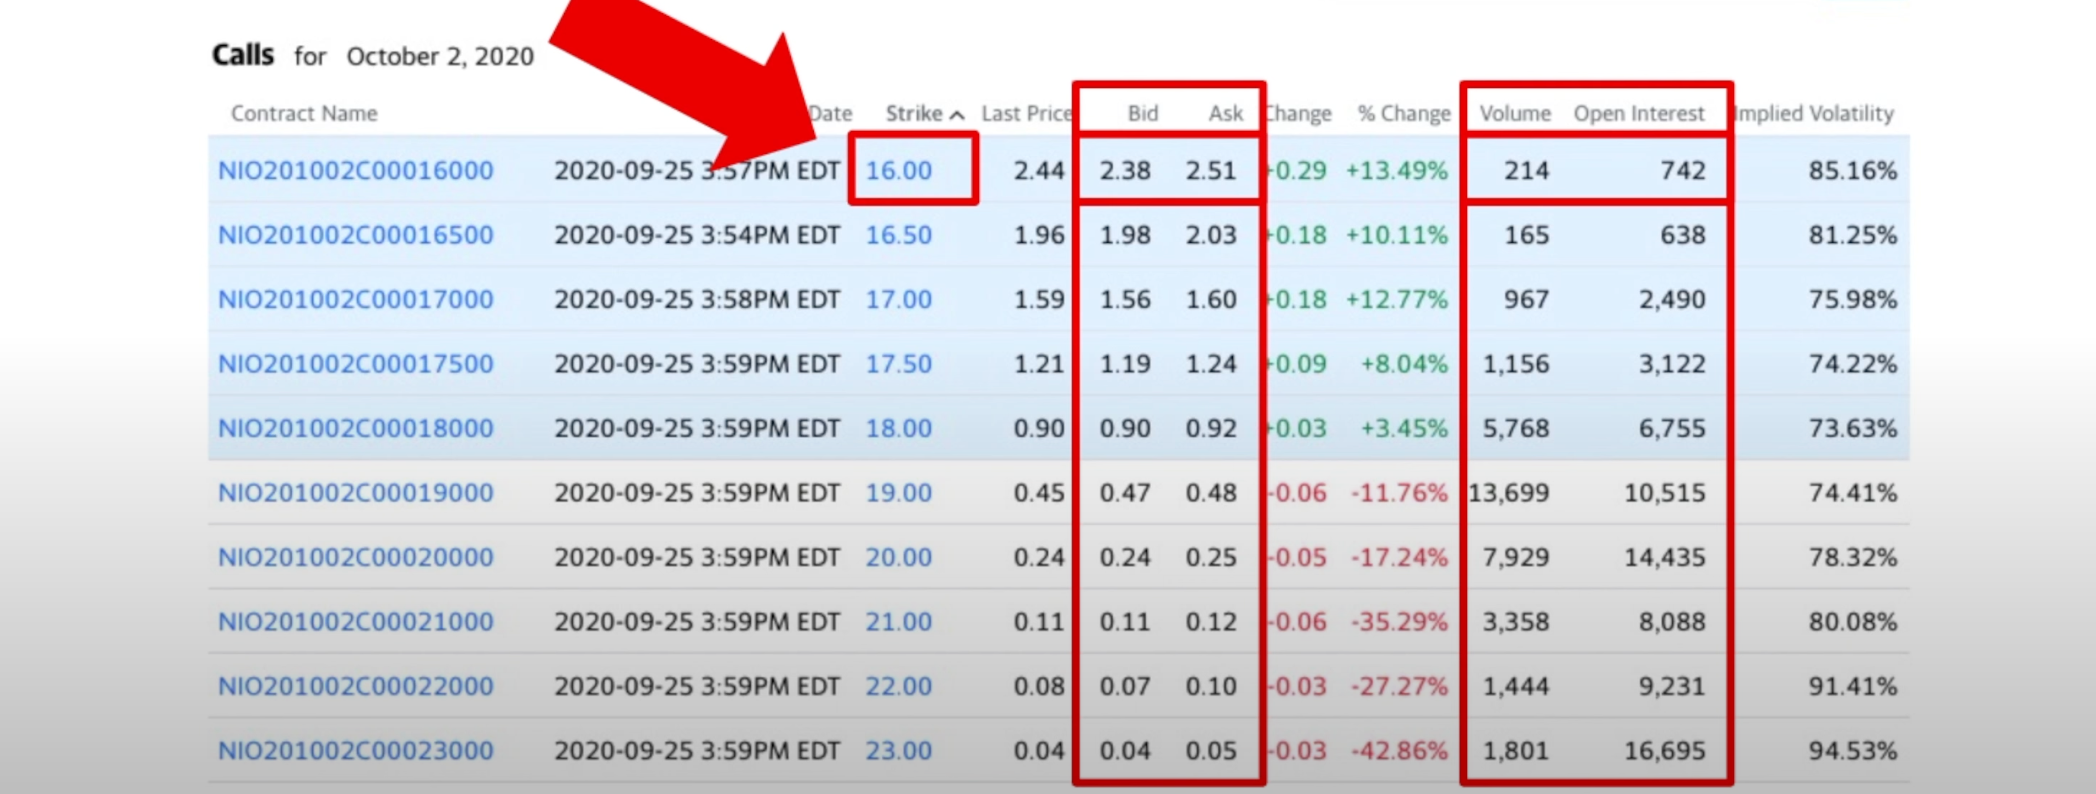 Calls for October 2, 2020
Contract Name Date Strike Last Price Bid Ask Change % Change Volume Open Interest Implied Volatility
NIO201002C00016000 2020-09-25 3:57PM EDT 16.00 2.44 2.38 2.51 +0.29 +13.49% 214 742 85.16%
NIO201002C00016500 2020-09-25 3:54PM EDT 16.50 1.96 1.98 2.03 +0.18 +10.11% 165 638 81.25%
NIO201002C00017000 2020-09-25 3:58PM EDT 17.00 1.59 1.56 1.60 +0.18 +12.77% 967 2,490 75.98%
NIO201002C00017500 2020-09-25 3:59PM EDT 17.50 1.21 1.19 1.24 +0.09 +8.04% 1,156 3,122 74.22%
NIO201002C00018000 2020-09-25 3:59PM EDT 18.00 0.90 0.90 0.92 +0.03 +3.45% 5,768 6,755 73.63%
NIO201002C00019000 2020-09-25 3:59PM EDT 19.00 0.45 0.47 0.48 -0.06 -11.76% 13,699 10,515 74.41%
NIO201002C00020000 2020-09-25 3:59PM EDT 20.00 0.24 0.24 0.25 -0.05 -17.24% 7,929 14,435 78.32%
NIO201002C00021000 2020-09-25 3:59PM EDT 21.00 0.11 0.11 0.12 -0.06 -35.29% 3,358 8,088 80.08%
NIO201002C00022000 2020-09-25 3:59PM EDT 22.00 0.08 0.07 0.10 -0.03 -27.27% 1,444 9,231 91.41%
NIO201002C00023000 2020-09-25 3:59PM EDT 23.00 0.04 0.04 0.05 -0.03 -42.86% 1,801 16,695 94.53%